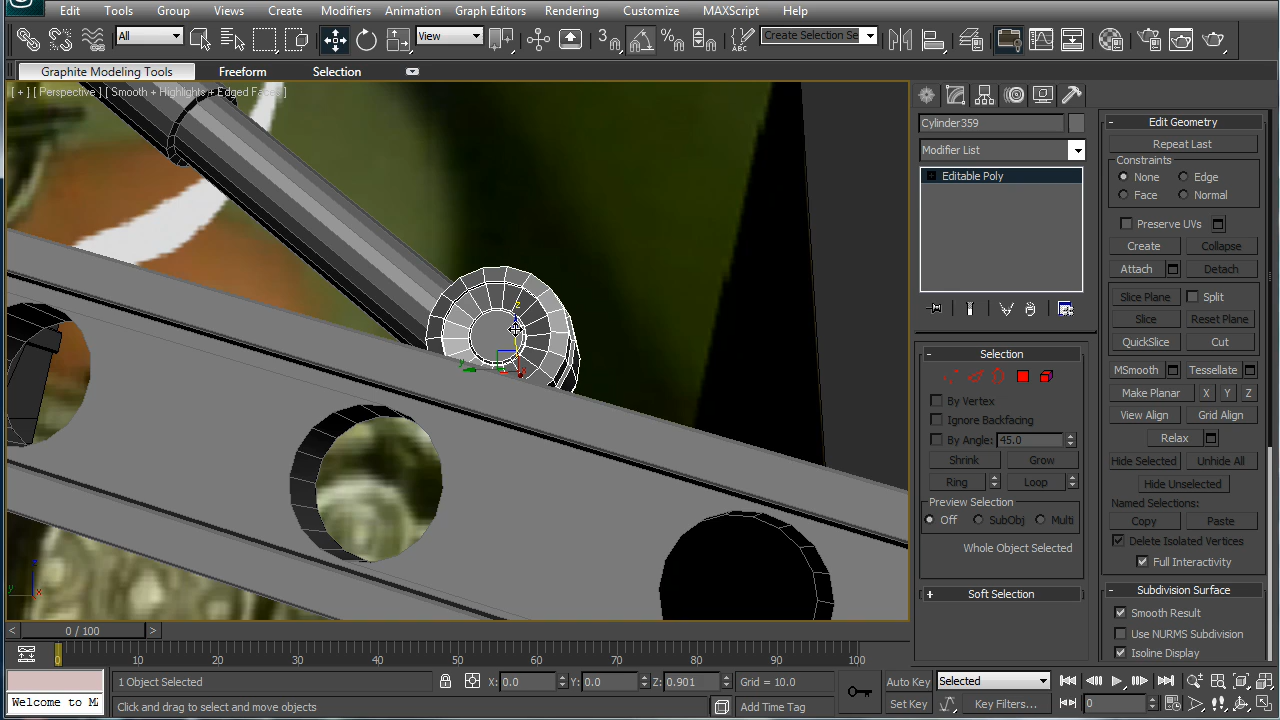 Edit Tools Group Views Create Modifiers Animation Graph Editors Rendering Customize MAXScript Help
All View 3 Create Selection Se
Graphite Modeling Tools Freeform Selection
[ + ] [ Perspective ] [ Smooth + Highlights + Edged Faces ]
Cylinder359
Modifier List
Editable Poly
- Selection
By Vertex
Ignore Backfacing
By Angle: 45.0
Shrink Grow
Ring Loop
Preview Selection
Off SubObj Multi
Whole Object Selected
+ Soft Selection
- Edit Geometry
Repeat Last
Constraints
None Edge
Face Normal
Preserve UVs
Create Collapse
Attach Detach
Slice Plane Split
Slice Reset Plane
QuickSlice Cut
MSmooth Tessellate
Make Planar X Y Z
View Align Grid Align
Relax
Hide Selected Unhide All
Hide Unselected
Named Selections:
Copy Paste
Delete Isolated Vertices
Full Interactivity
- Subdivision Surface
Smooth Result
Use NURMS Subdivision
Isoline Display
z
y
y x
< 0 / 100 >
0 10 20 30 40 50 60 70 80 90 100
1 Object Selected X: 0.0 Y: 0.0 Z: 0.901 Grid = 10.0 Auto Key Selected
Welcome to M Click and drag to select and move objects Add Time Tag Set Key Key Filters... 0